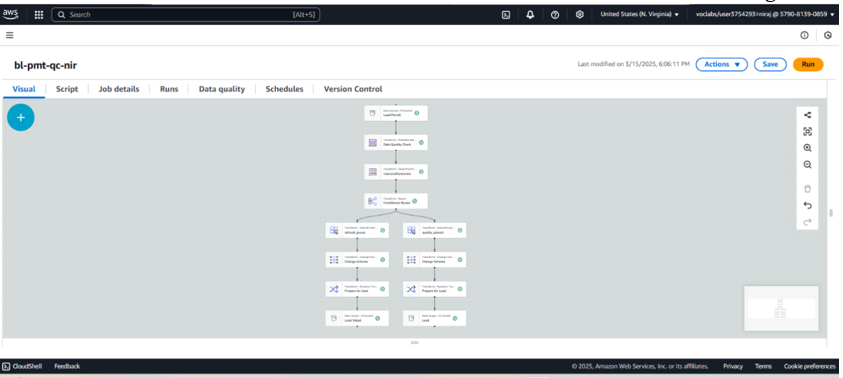 aws
Search [Alt+S]
United States (N. Virginia) ▼ voclabs/user3754293=niraj @ 5790-8139-0859 ▼
bl-pmt-qc-nir
Last modified on 3/15/2025, 6:06:11 PM Actions ▼ Save Run
Visual Script Job details Runs Data quality Schedules Version Control
Load Permit
Data Quality Check
rowLevelOutcomes
Conditional Router
default_group quality_passed
Change Schema Change Schema
Prepare for Load Prepare for Load
Load Failed Load
CloudShell Feedback © 2025, Amazon Web Services, Inc. or its affiliates. Privacy Terms Cookie preferences